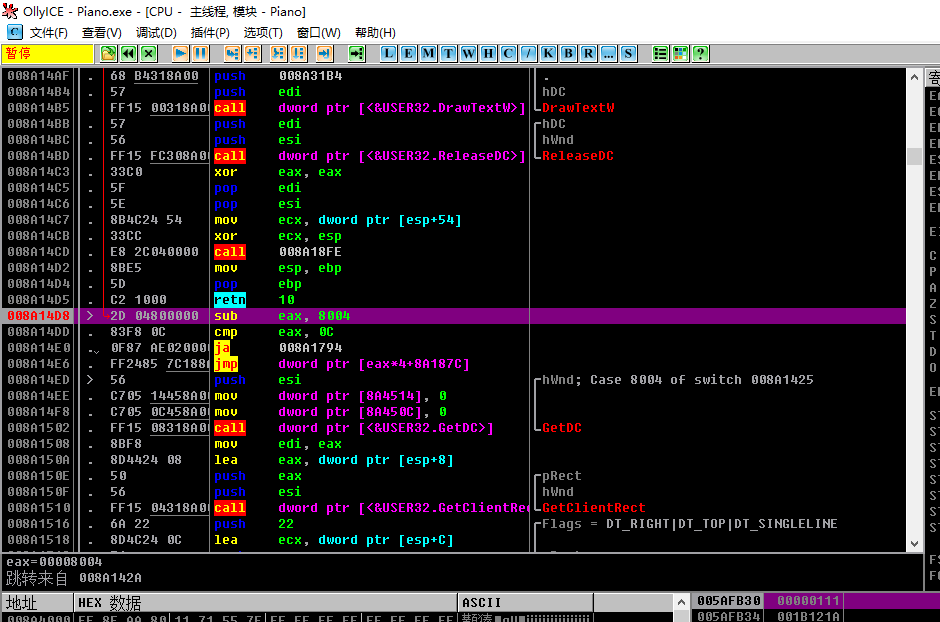 OllyICE - Piano.exe - [CPU - 主线程, 模块 - Piano]
文件(F) 查看(V) 调试(D) 插件(P) 选项(T) 窗口(W) 帮助(H)
暂停 L E M T W H C / K B R ... S ?
008A14AF . 68 B4318A00 push 008A31B4 .
008A14B4 . 57 push edi hDC
008A14B5 . FF15 00318A0 call dword ptr [<&USER32.DrawTextW>] DrawTextW
008A14BB . 57 push edi hDC
008A14BC . 56 push esi hWnd
008A14BD . FF15 FC308A0 call dword ptr [<&USER32.ReleaseDC>] ReleaseDC
008A14C3 . 33C0 xor eax, eax
008A14C5 . 5F pop edi
008A14C6 . 5E pop esi
008A14C7 . 8B4C24 54 mov ecx, dword ptr [esp+54]
008A14CB . 33CC xor ecx, esp
008A14CD . E8 2C040000 call 008A18FE
008A14D2 . 8BE5 mov esp, ebp
008A14D4 . 5D pop ebp
008A14D5 . C2 1000 retn 10
008A14D8 > 2D 04800000 sub eax, 8004
008A14DD . 83F8 0C cmp eax, 0C
008A14E0 . 0F87 AE02000 ja 008A1794
008A14E6 . FF2485 7C188A jmp dword ptr [eax*4+8A187C]
008A14ED > 56 push esi hWnd; Case 8004 of switch 008A1425
008A14EE . C705 14458A0 mov dword ptr [8A4514], 0
008A14F8 . C705 0C458A0 mov dword ptr [8A450C], 0
008A1502 . FF15 08318A0 call dword ptr [<&USER32.GetDC>] GetDC
008A1508 . 8BF8 mov edi, eax
008A150A . 8D4424 08 lea eax, dword ptr [esp+8]
008A150E . 50 push eax pRect
008A150F . 56 push esi hWnd
008A1510 . FF15 04318A0 call dword ptr [<&USER32.GetClientRec GetClientRect
008A1516 . 6A 22 push 22 Flags = DT_RIGHT|DT_TOP|DT_SINGLELINE
008A1518 . 8D4C24 0C lea ecx, dword ptr [esp+C]
eax=00008004
跳转来自 008A142A
地址 HEX 数据 ASCII 005AFB30 00000111
005AFB34 001B121A